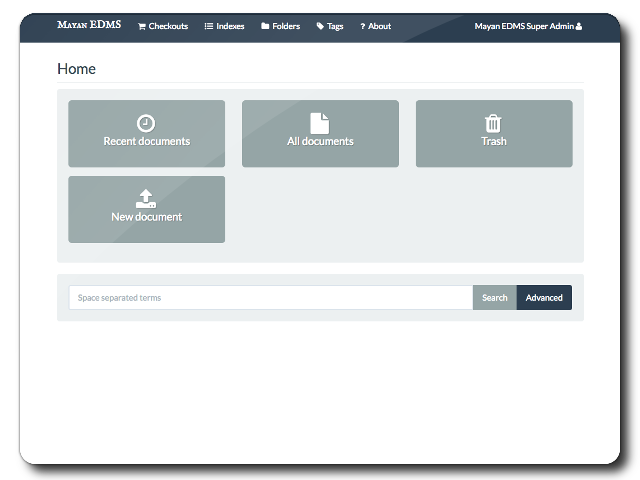 Mayan EDMS Checkouts Indexes Folders Tags ? About Mayan EDMS Super Admin
Home
Recent documents All documents Trash
New document
Space separated terms Search Advanced